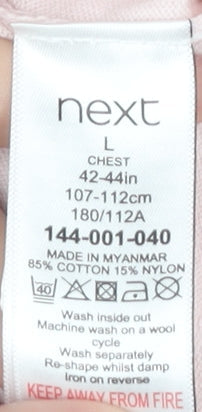 next
L
CHEST
42-44in
107-112cm
180/112A
144-001-040
MADE IN MYANMAR
85% COTTON 15% NYLON
40
Wash inside out
Machine wash on a wool
cycle
Wash separately
Re-shape whilst damp
Iron on reverse
KEEP AWAY FROM FIRE